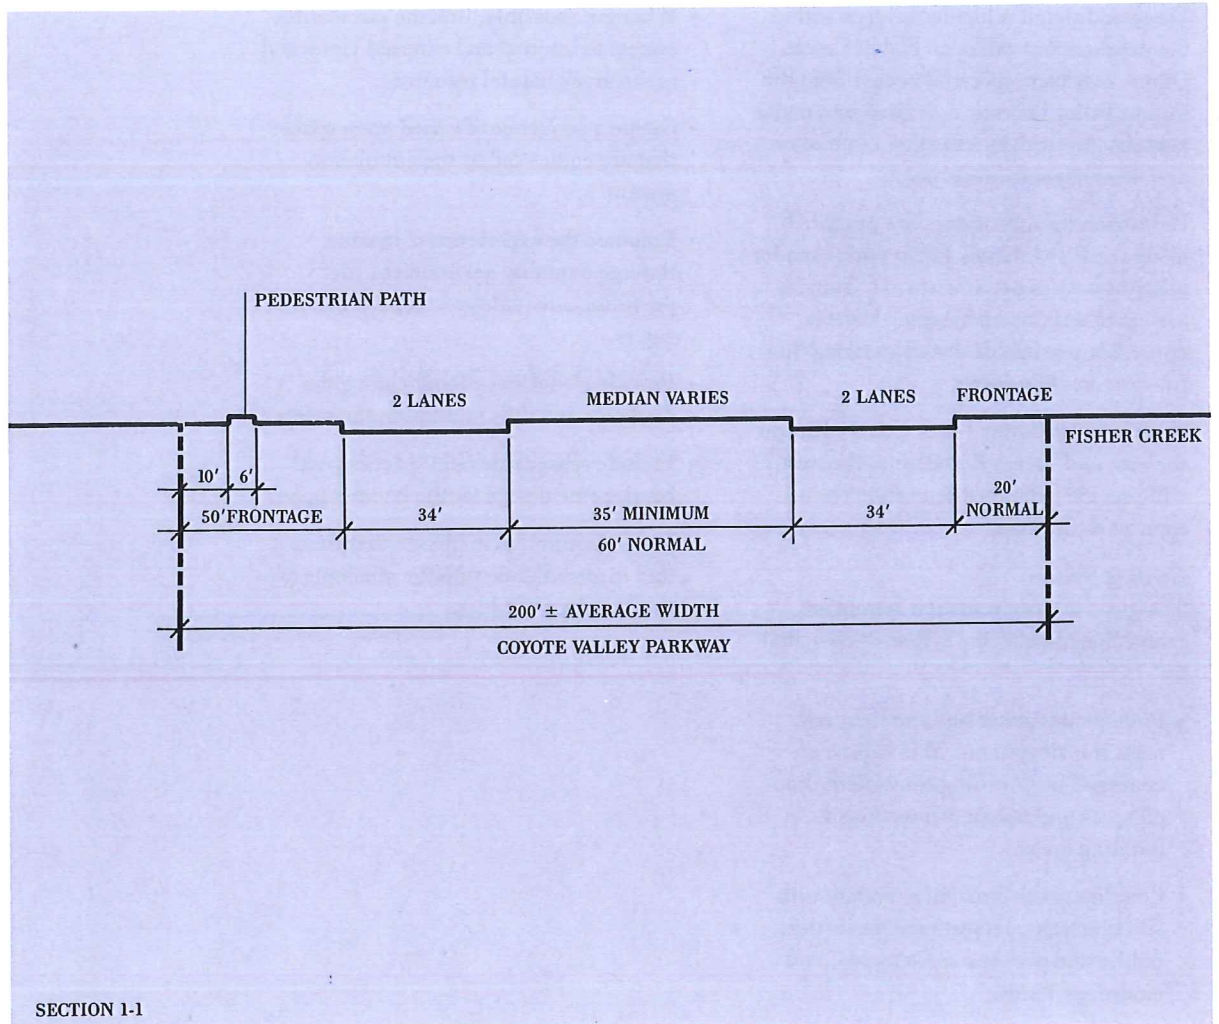 PEDESTRIAN PATH
2 LANES
MEDIAN VARIES
2 LANES
FRONTAGE
FISHER CREEK
10'
6'
20'
NORMAL
50'FRONTAGE
34'
35' MINIMUM
34'
60' NORMAL
200' ± AVERAGE WIDTH
COYOTE VALLEY PARKWAY
SECTION 1-1